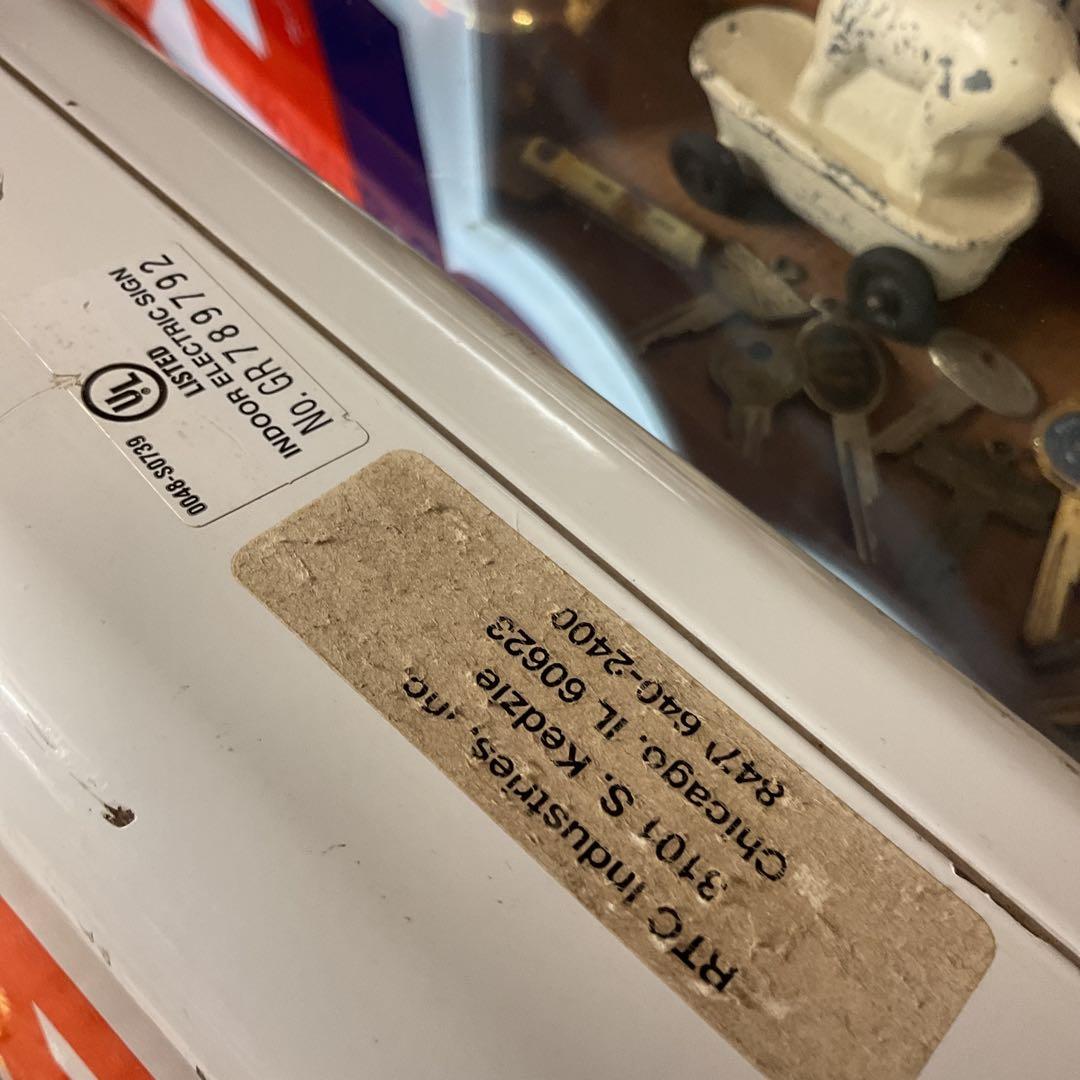 UL
LISTED
INDOOR ELECTRIC SIGN
No. GR789792
0048-S0739
RTC Industries, Inc.
3101 S. Kedzie
Chicago, IL 60623
847) 640-2400